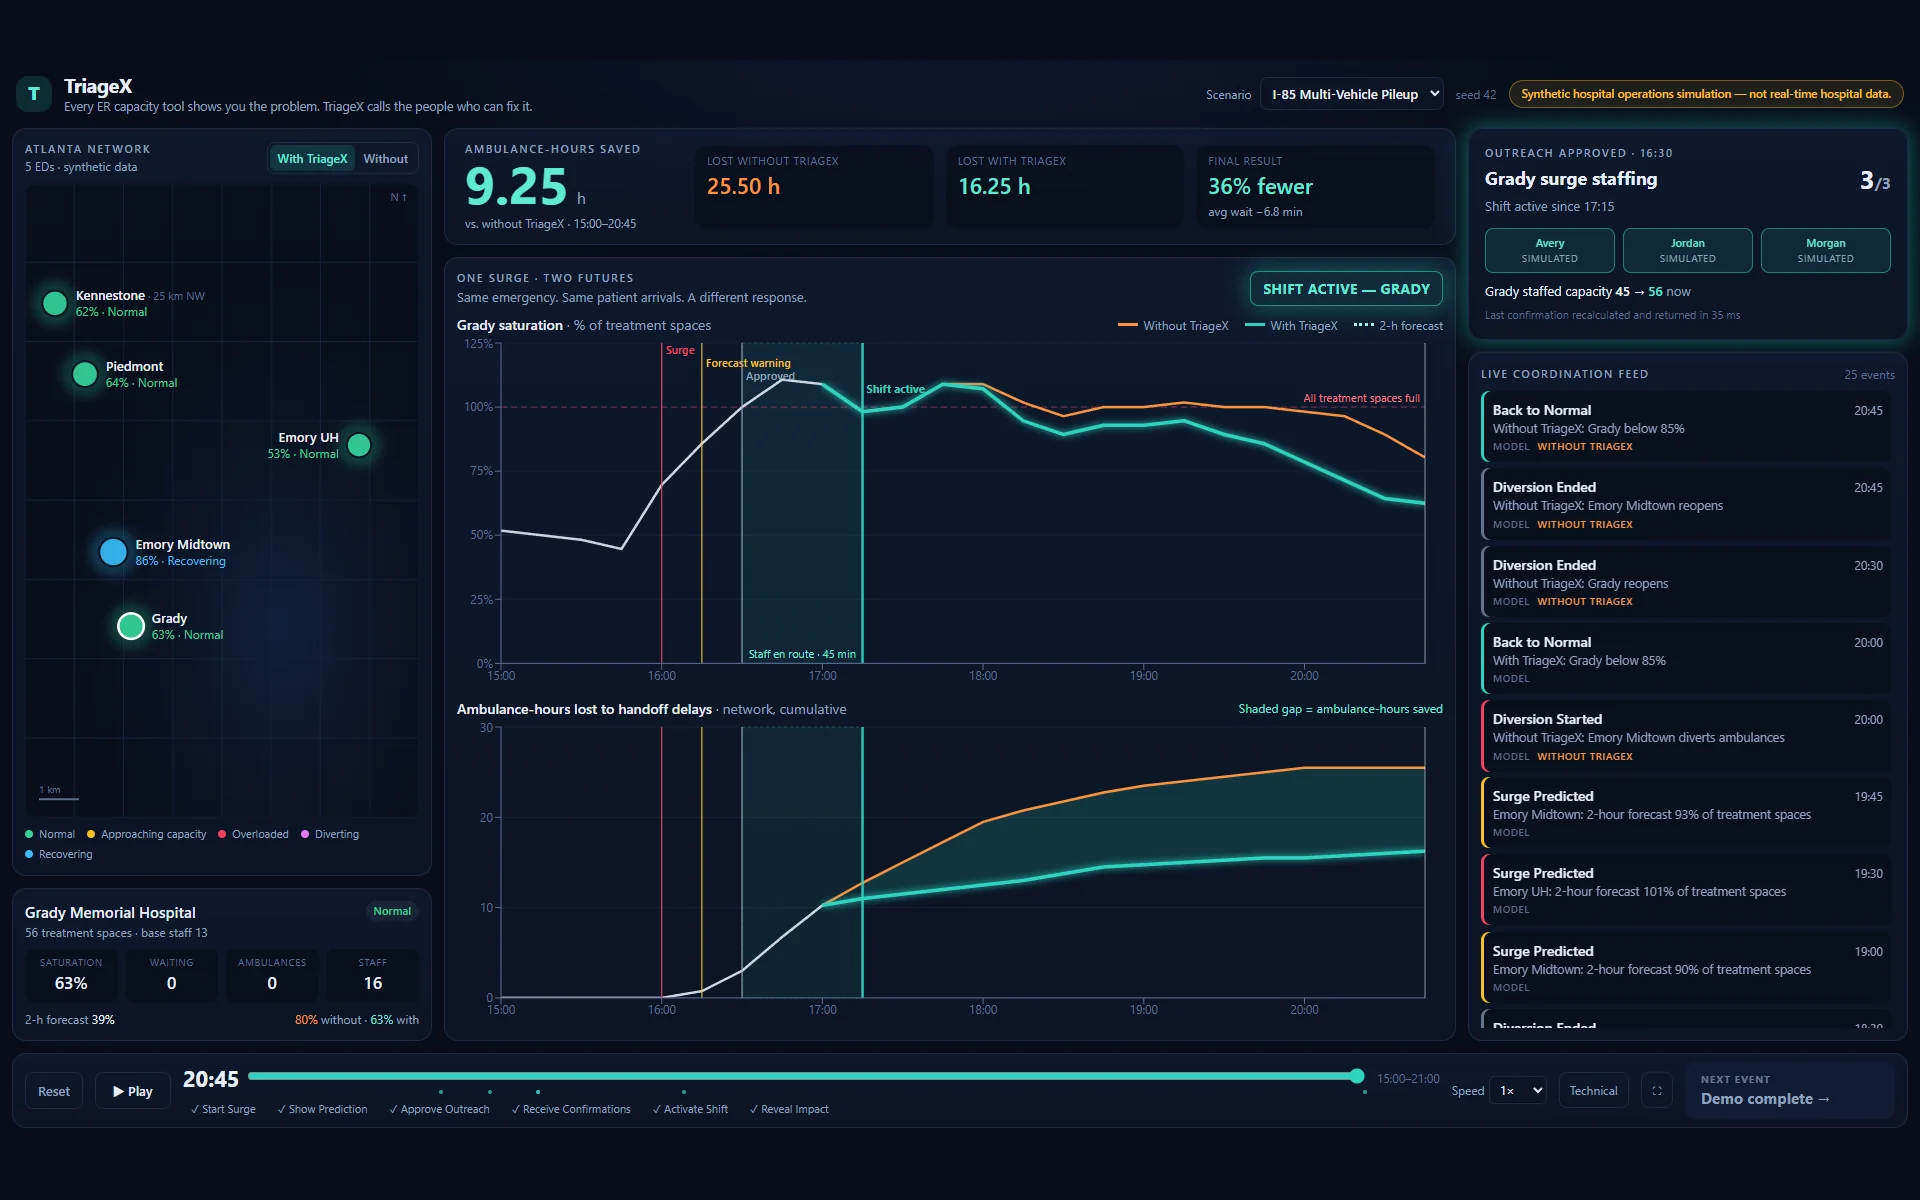 T
TriageX
Every ER capacity tool shows you the problem. TriageX calls the people who can fix it.
Scenario
I-85 Multi-Vehicle Pileup
seed 42
Synthetic hospital operations simulation — not real-time hospital data.
ATLANTA NETWORK
5 EDs · synthetic data
With TriageX
Without
N ↑
Kennestone · 25 km NW
62% · Normal
Piedmont
64% · Normal
Emory UH
53% · Normal
Emory Midtown
86% · Recovering
Grady
63% · Normal
1 km
Normal
Approaching capacity
Overloaded
Diverting
Recovering
Grady Memorial Hospital
Normal
56 treatment spaces · base staff 13
SATURATION
63%
WAITING
0
AMBULANCES
0
STAFF
16
2-h forecast 39%
80% without · 63% with
AMBULANCE-HOURS SAVED
9.25 h
vs. without TriageX · 15:00–20:45
LOST WITHOUT TRIAGEX
25.50 h
LOST WITH TRIAGEX
16.25 h
FINAL RESULT
36% fewer
avg wait −6.8 min
ONE SURGE · TWO FUTURES
Same emergency. Same patient arrivals. A different response.
SHIFT ACTIVE — GRADY
Grady saturation · % of treatment spaces
Without TriageX
With TriageX
2-h forecast
125%
100%
75%
50%
25%
0%
Surge
Forecast warning
Approved
Shift active
All treatment spaces full
Staff en route · 45 min
15:00
16:00
17:00
18:00
19:00
20:00
Ambulance-hours lost to handoff delays · network, cumulative
Shaded gap = ambulance-hours saved
30
20
10
0
15:00
16:00
17:00
18:00
19:00
20:00
OUTREACH APPROVED · 16:30
Grady surge staffing
3/3
Shift active since 17:15
Avery
SIMULATED
Jordan
SIMULATED
Morgan
SIMULATED
Grady staffed capacity 45 → 56 now
Last confirmation recalculated and returned in 35 ms
LIVE COORDINATION FEED
25 events
Back to Normal
20:45
Without TriageX: Grady below 85%
MODEL WITHOUT TRIAGEX
Diversion Ended
20:45
Without TriageX: Emory Midtown reopens
MODEL WITHOUT TRIAGEX
Diversion Ended
20:30
Without TriageX: Grady reopens
MODEL WITHOUT TRIAGEX
Back to Normal
20:00
With TriageX: Grady below 85%
MODEL
Diversion Started
20:00
Without TriageX: Emory Midtown diverts ambulances
MODEL WITHOUT TRIAGEX
Surge Predicted
19:45
Emory Midtown: 2-hour forecast 93% of treatment spaces
MODEL
Surge Predicted
19:30
Emory UH: 2-hour forecast 101% of treatment spaces
MODEL
Surge Predicted
19:00
Emory Midtown: 2-hour forecast 90% of treatment spaces
MODEL
Diversion Ended
18:30
Reset
▶ Play
20:45
15:00–21:00
✓ Start Surge
✓ Show Prediction
✓ Approve Outreach
✓ Receive Confirmations
✓ Activate Shift
✓ Reveal Impact
Speed
1×
Technical
NEXT EVENT
Demo complete →